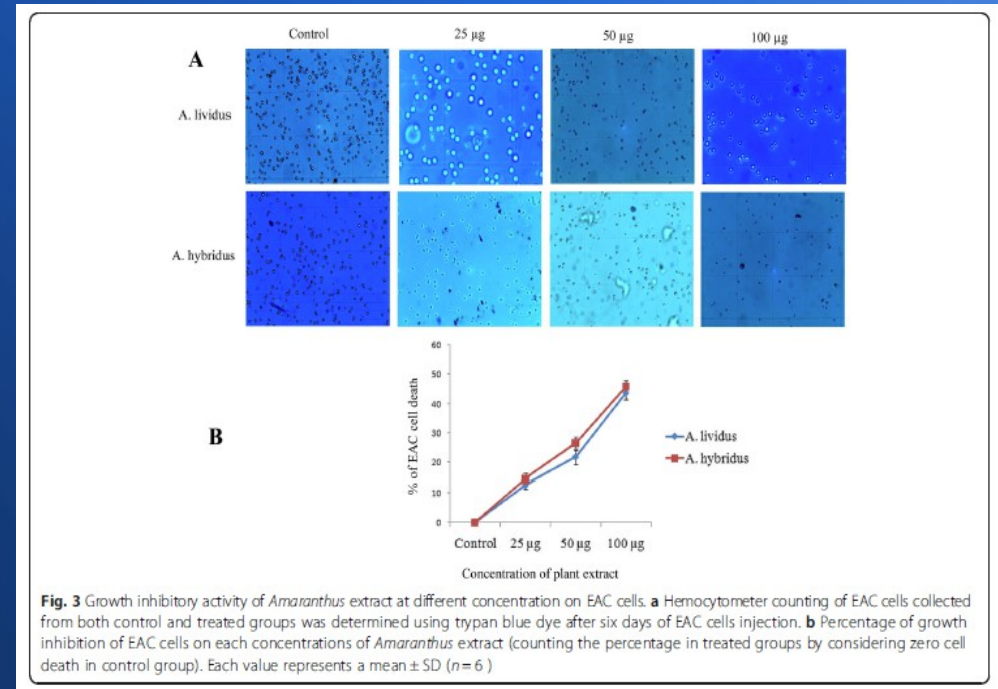 Control 25 µg 50 µg 100 µg
A
A. lividus
A. hybridus
B
% of EAC cell death
60
50
40
30
20
10
0
A. lividus
A. hybridus
Control 25 µg 50 µg 100 µg
Concentration of plant extract
Fig. 3 Growth inhibitory activity of Amaranthus extract at different concentration on EAC cells. a Hemocytometer counting of EAC cells collected
from both control and treated groups was determined using trypan blue dye after six days of EAC cells injection. b Percentage of growth
inhibition of EAC cells on each concentrations of Amaranthus extract (counting the percentage in treated groups by considering zero cell
death in control group). Each value represents a mean ± SD (n = 6 )